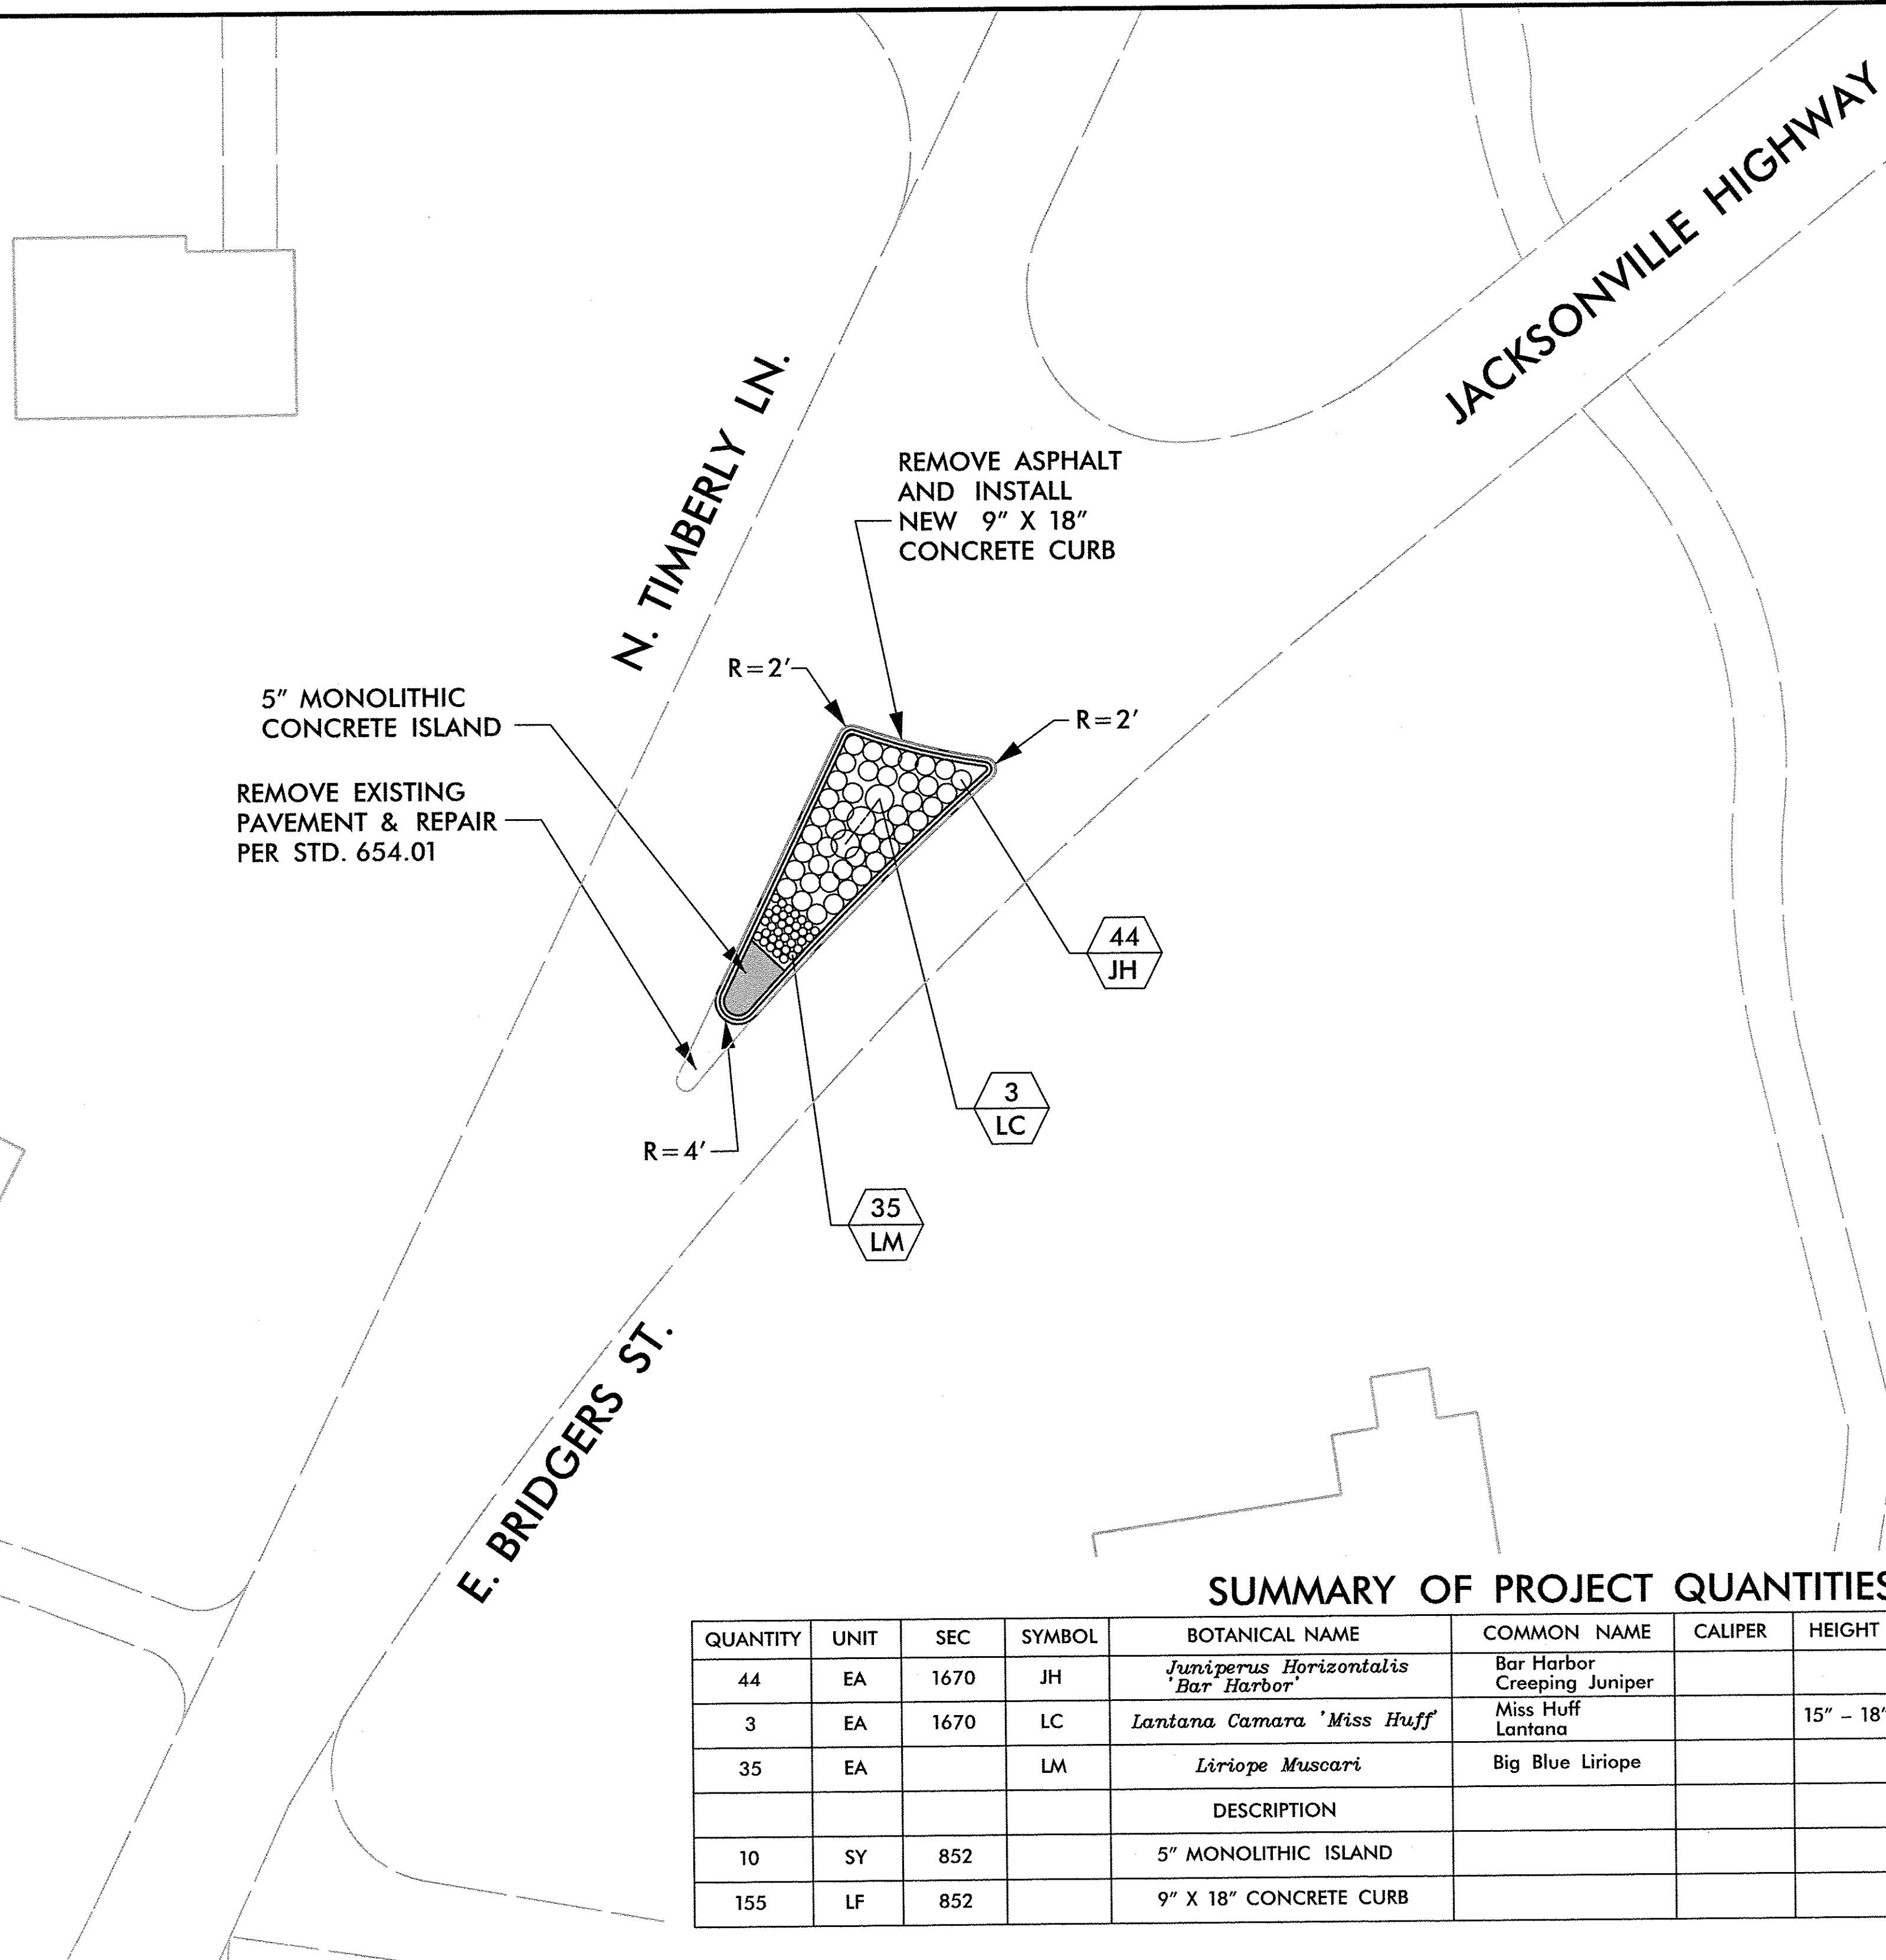 JACKSONVILLE HIGHWAY
N. TIMBERLY LN.
REMOVE ASPHALT
AND INSTALL
NEW 9" X 18"
CONCRETE CURB
R=2'
R=2'
5" MONOLITHIC
CONCRETE ISLAND
REMOVE EXISTING
PAVEMENT & REPAIR
PER STD. 654.01
44
JH
3
LC
R=4'
35
LM
E. BRIDGERS ST.
SUMMARY OF PROJECT QUANTITIES
QUANTITY UNIT SEC SYMBOL BOTANICAL NAME COMMON NAME CALIPER HEIGHT
44 EA 1670 JH Juniperus Horizontalis 'Bar Harbor' Bar Harbor Creeping Juniper
3 EA 1670 LC Lantana Camara 'Miss Huff' Miss Huff Lantana 15" – 18"
35 EA LM Liriope Muscari Big Blue Liriope
DESCRIPTION
10 SY 852 5" MONOLITHIC ISLAND
155 LF 852 9" X 18" CONCRETE CURB